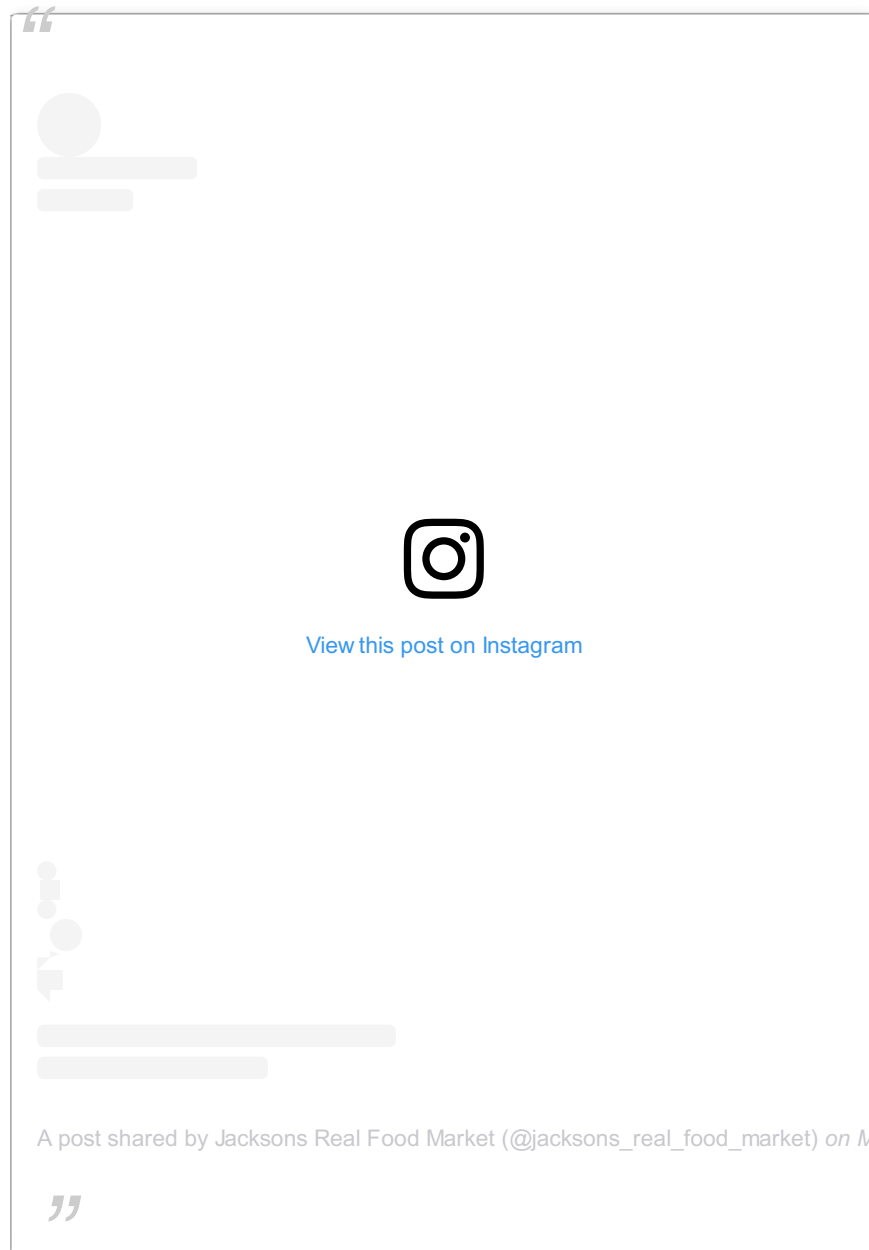 “
View this post on Instagram
A post shared by Jacksons Real Food Market (@jacksons_real_food_market) on
”